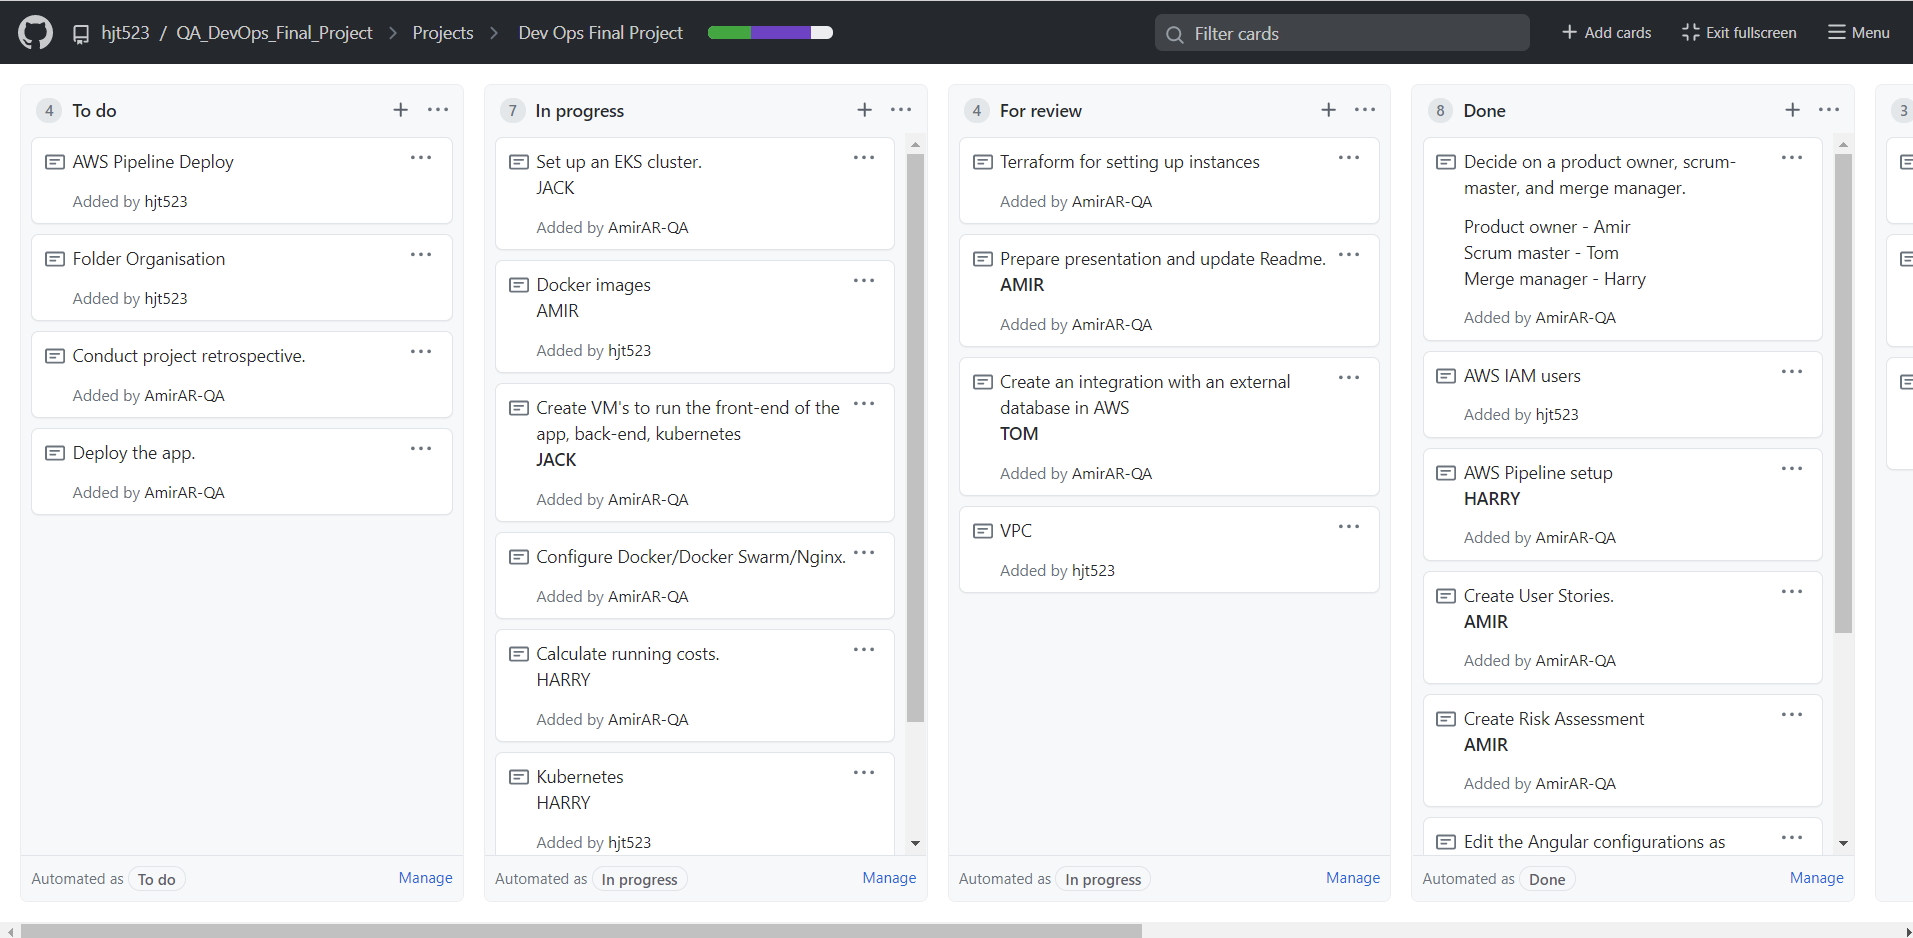 hjt523 / QA_DevOps_Final_Project > Projects > Dev Ops Final Project
Filter cards
+ Add cards
Exit fullscreen
Menu
4 To do
AWS Pipeline Deploy
Added by hjt523
Folder Organisation
Added by hjt523
Conduct project retrospective.
Added by AmirAR-QA
Deploy the app.
Added by AmirAR-QA
Automated as To do
Manage
7 In progress
Set up an EKS cluster.
JACK
Added by AmirAR-QA
Docker images
AMIR
Added by hjt523
Create VM's to run the front-end of the
app, back-end, kubernetes
JACK
Added by AmirAR-QA
Configure Docker/Docker Swarm/Nginx.
Added by AmirAR-QA
Calculate running costs.
HARRY
Added by AmirAR-QA
Kubernetes
HARRY
Added by hjt523
Automated as In progress
Manage
4 For review
Terraform for setting up instances
Added by AmirAR-QA
Prepare presentation and update Readme.
AMIR
Added by AmirAR-QA
Create an integration with an external
database in AWS
TOM
Added by AmirAR-QA
VPC
Added by hjt523
Automated as In progress
Manage
8 Done
Decide on a product owner, scrum-
master, and merge manager.
Product owner - Amir
Scrum master - Tom
Merge manager - Harry
Added by AmirAR-QA
AWS IAM users
Added by hjt523
AWS Pipeline setup
HARRY
Added by AmirAR-QA
Create User Stories.
AMIR
Added by AmirAR-QA
Create Risk Assessment
AMIR
Added by AmirAR-QA
Edit the Angular configurations as
Automated as Done
Manage
3